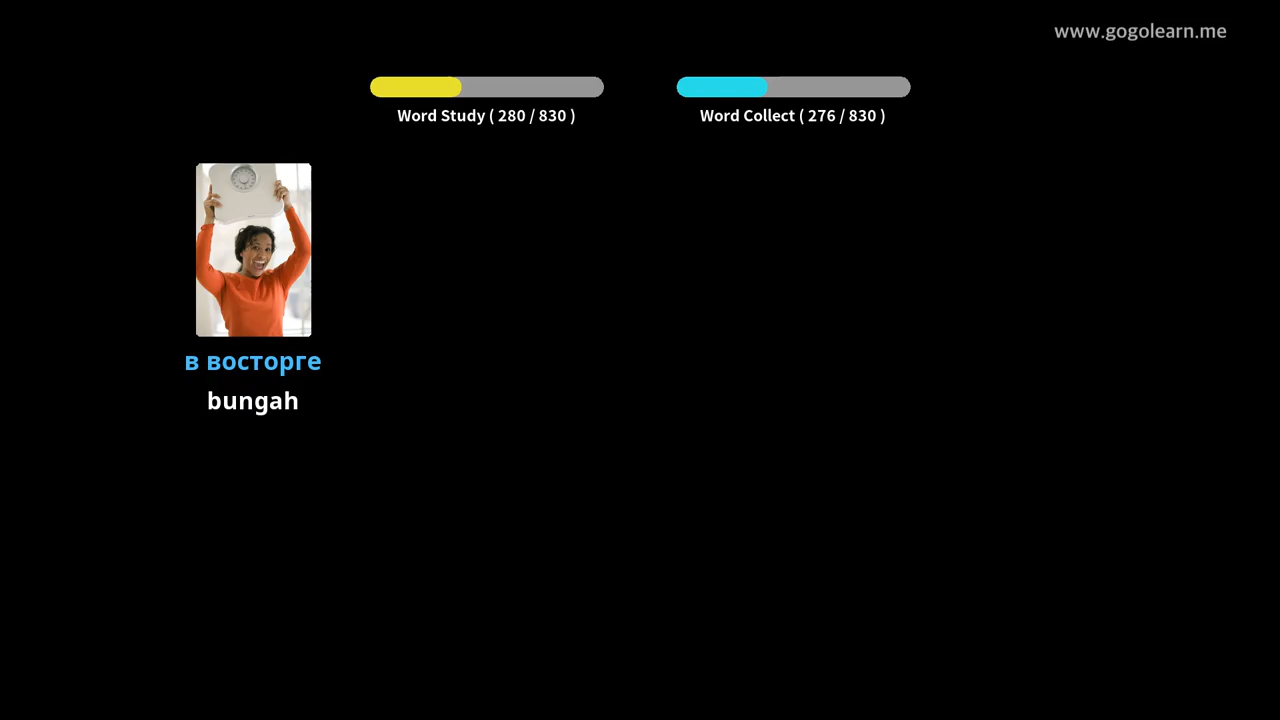 www.gogolearn.me
Word Study ( 280 / 830 )
Word Collect ( 276 / 830 )
в восторге
bungah